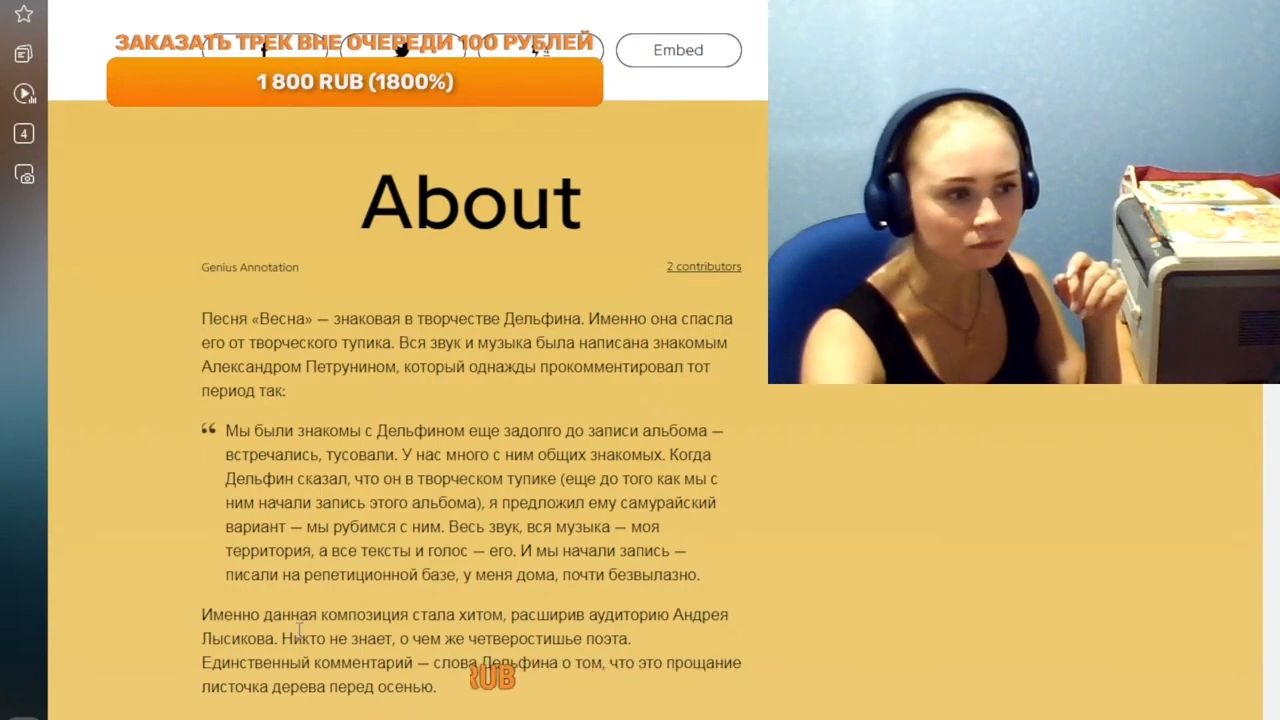 ЗАКАЗАТЬ ТРЕК ВНЕ ОЧЕРЕДИ 100 РУБЛЕЙ
4
Embed
1 800 RUB (1800%)
4
About
Genius Annotation
2 contributors
Песня «Весна» — знаковая в творчестве Дельфина. Именно она спасла
его от творческого тупика. Вся звук и музыка была написана знакомым
Александром Петрунином, который однажды прокомментировал тот
период так:
“ Мы были знакомы с Дельфином еще задолго до записи альбома —
встречались, тусовали. У нас много с ним общих знакомых. Когда
Дельфин сказал, что он в творческом тупике (еще до того как мы с
ним начали запись этого альбома), я предложил ему самурайский
вариант — мы рубимся с ним. Весь звук, вся музыка — моя
территория, а все тексты и голос — его. И мы начали запись —
писали на репетиционной базе, у меня дома, почти безвылазно.
Именно данная композиция стала хитом, расширив аудиторию Андрея
Лысикова. Никто не знает, о чем же четверостишье поэта.
Единственный комментарий — слова Дельфина о том, что это прощание
листочка дерева перед осенью.
RUB